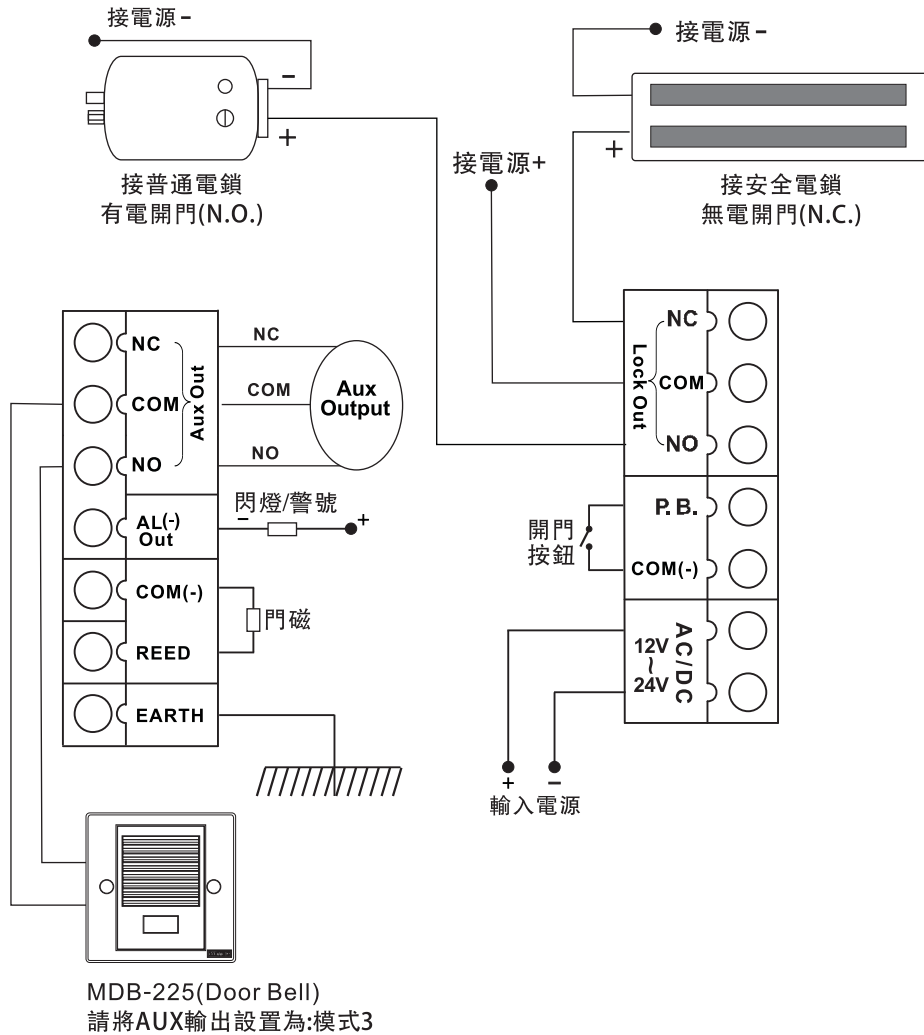 接電源-
接電源-
-
+
接普通電鎖
有電開門(N.O.)
接電源+
+
接安全電鎖
無電開門(N.C.)
NC
COM
NO
Aux Out
NC
COM
NO
Aux
Output
AL(-)
Out
閃燈/警號
-
+
COM(-)
REED
門磁
EARTH
NC
COM
NO
Lock Out
P.B.
COM(-)
開門
按鈕
12V
~
24V
AC/DC
+
-
輸入電源
MDB-225(Door Bell)
請將AUX輸出設置為:模式3